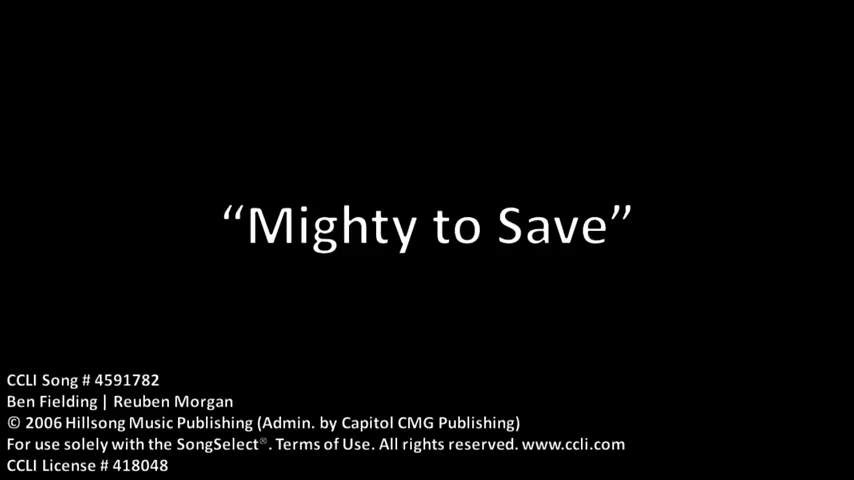 “Mighty to Save”
CCLI Song # 4591782
Ben Fielding | Reuben Morgan
© 2006 Hillsong Music Publishing (Admin. by Capitol CMG Publishing)
For use solely with the SongSelect®. Terms of Use. All rights reserved. www.ccli.com
CCLI License # 418048